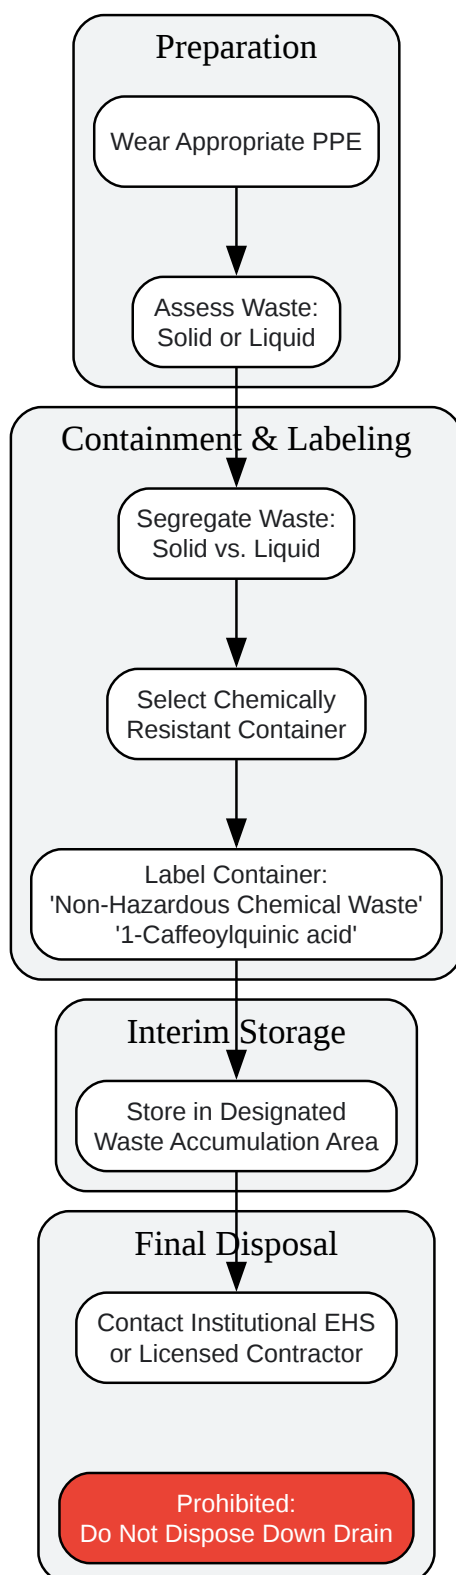 Preparation
Wear Appropriate PPE
Assess Waste:
Solid or Liquid
Containment & Labeling
Segregate Waste:
Solid vs. Liquid
Select Chemically
Resistant Container
Label Container:
'Non-Hazardous Chemical Waste'
'1-Caffeoylquinic acid'
Interim Storage
Store in Designated
Waste Accumulation Area
Final Disposal
Contact Institutional EHS
or Licensed Contractor
Prohibited:
Do Not Dispose Down Drain